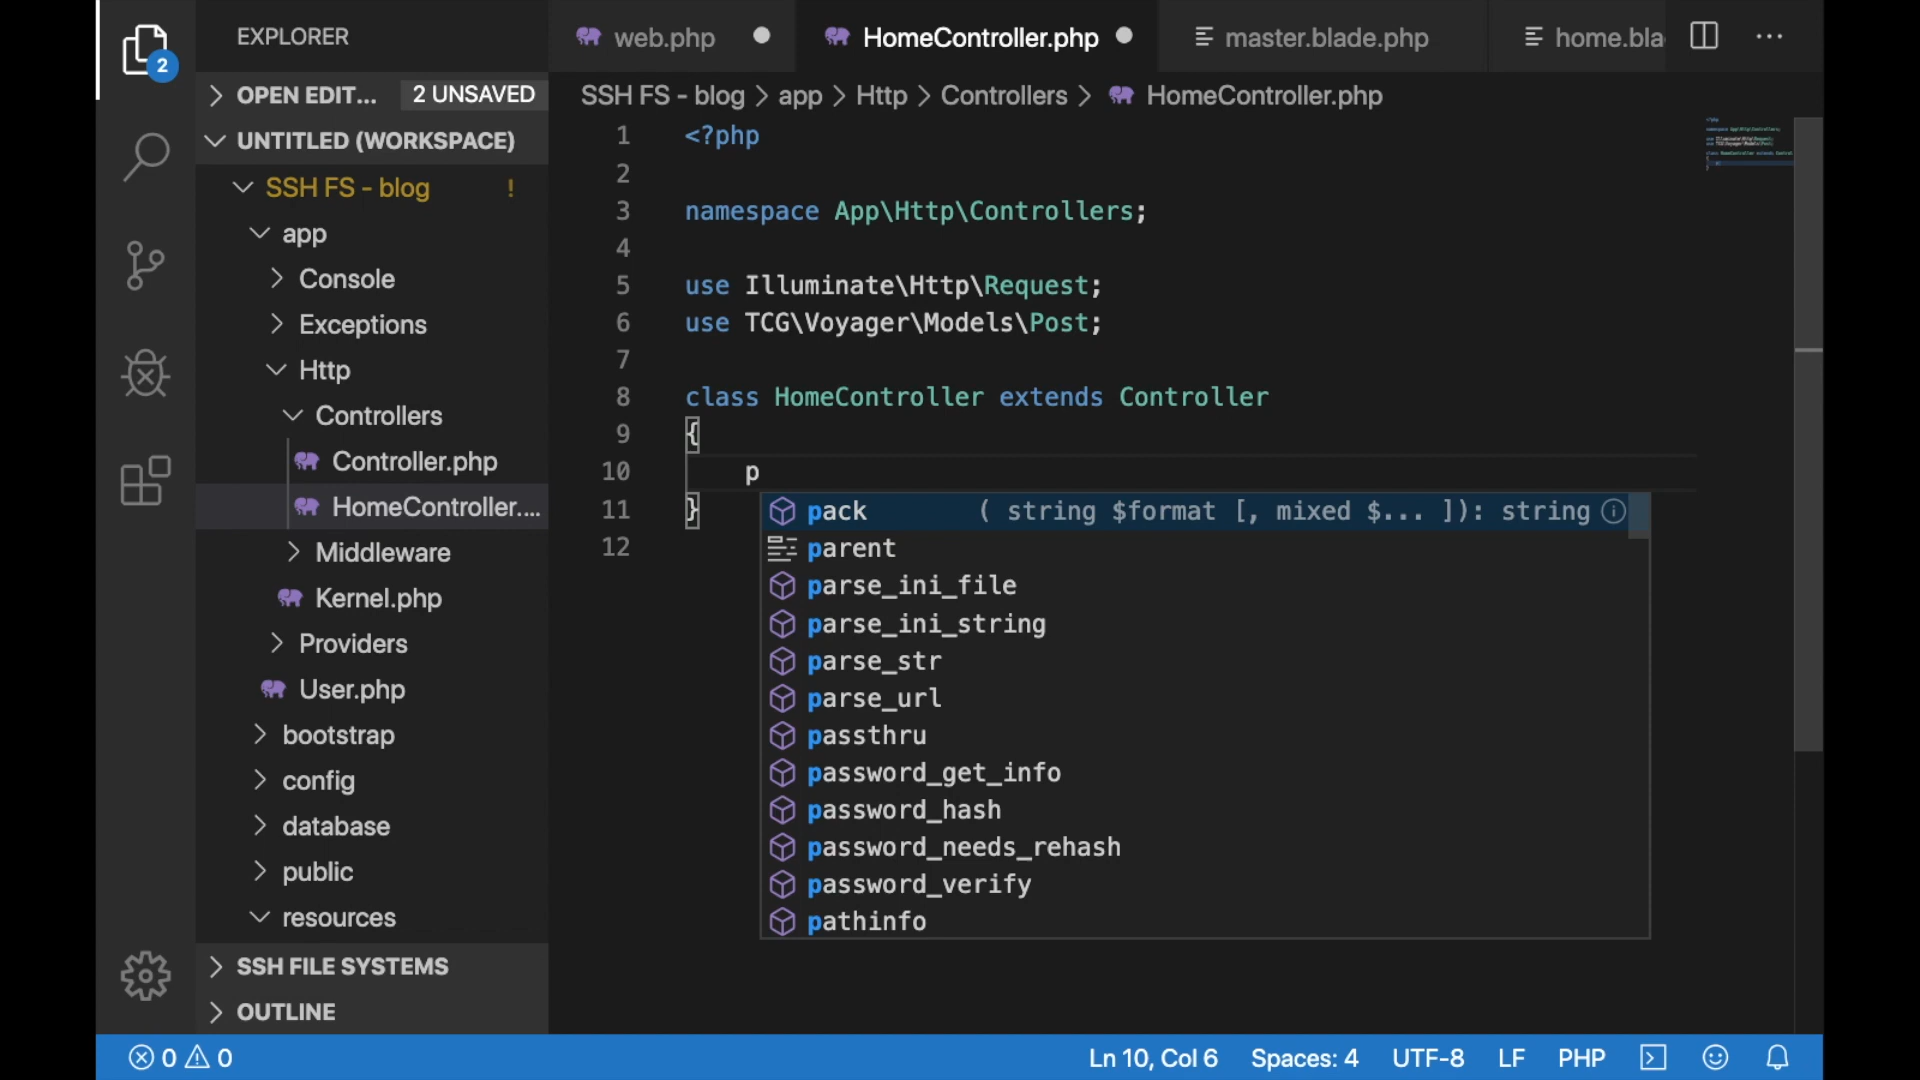 2
EXPLORER
OPEN EDIT... 2 UNSAVED
UNTITLED (WORKSPACE)
SSH FS - blog !
app
Console
Exceptions
Http
Controllers
Controller.php
HomeController....
Middleware
Kernel.php
Providers
User.php
bootstrap
config
database
public
resources
SSH FILE SYSTEMS
OUTLINE
web.php HomeController.php master.blade.php home.bla
SSH FS - blog > app > Http > Controllers > HomeController.php
1 <?php
2
3 namespace App\Http\Controllers;
4
5 use Illuminate\Http\Request;
6 use TCG\Voyager\Models\Post;
7
8 class HomeController extends Controller
9 {
10 p
11 }
12
pack ( string $format [, mixed $... ]): string
parent
parse_ini_file
parse_ini_string
parse_str
parse_url
passthru
password_get_info
password_hash
password_needs_rehash
password_verify
pathinfo
0 0 Ln 10, Col 6 Spaces: 4 UTF-8 LF PHP